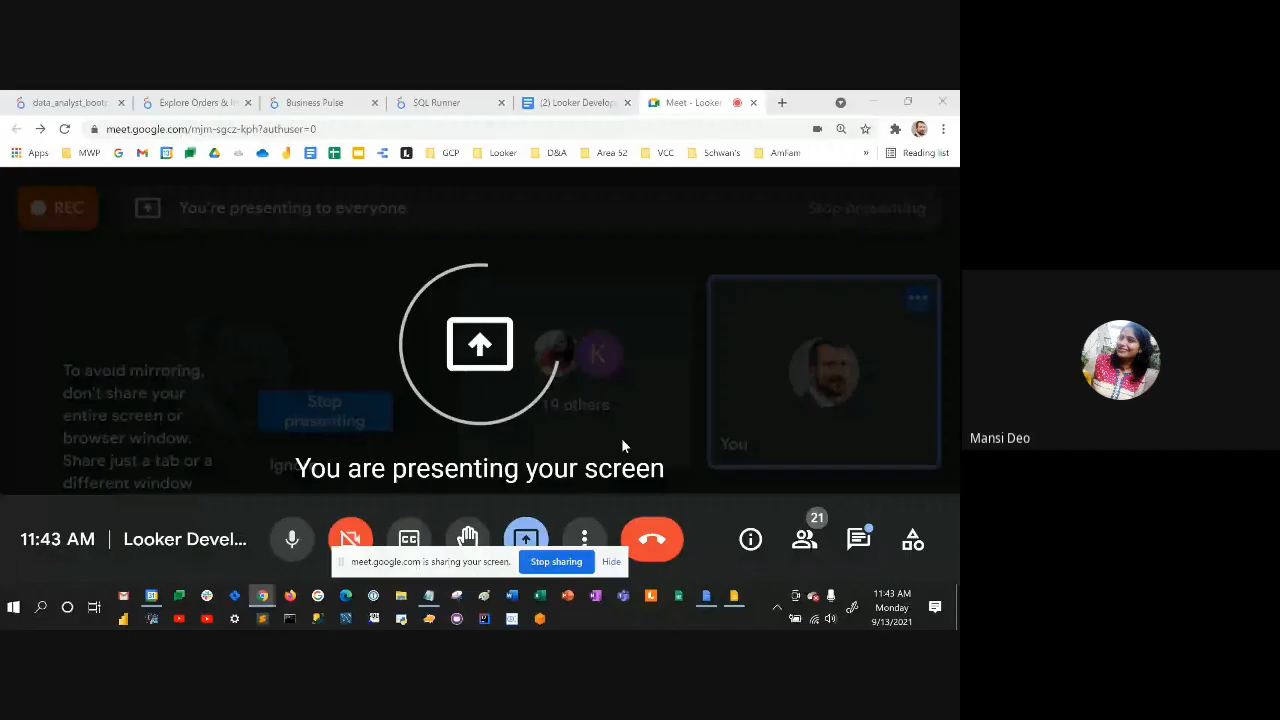 data_analyst_boot
Explore Orders & I
Business Pulse
SQL Runner
(2) Looker Develop
Meet - Looker
meet.google.com/mjm-sgcz-kph?authuser=0
Apps
MWP
GCP
Looker
D&A
Area 52
VCC
Schwan's
AmFam
»
Reading list
REC
You're presenting to everyone
Stop presenting
To avoid mirroring,
don't share your
entire screen or
browser window.
Share just a tab or a
different window
Stop
presenting
Ign
K
19 others
You
You are presenting your screen
Mansi Deo
11:43 AM | Looker Devel...
CC
21
meet.google.com is sharing your screen.
Stop sharing
Hide
11:43 AM
Monday
9/13/2021